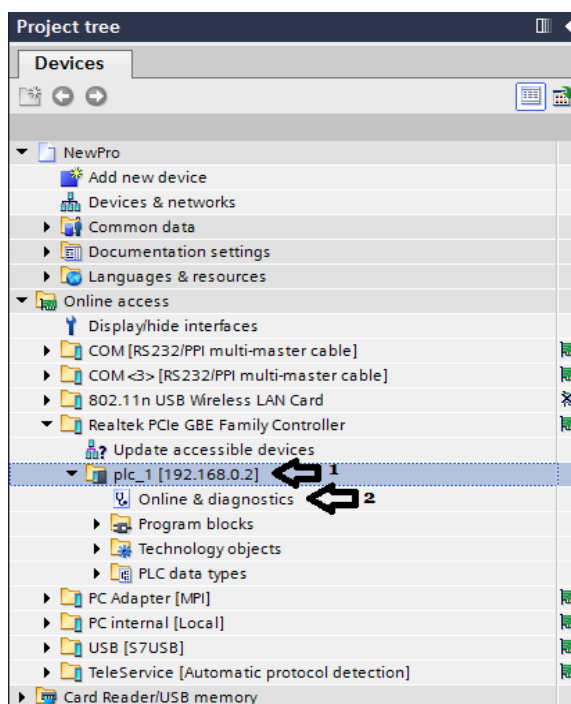 Project tree
Devices
NewPro
Add new device
Devices & networks
Common data
Documentation settings
Languages & resources
Online access
Display/hide interfaces
COM [RS232/PPI multi-master cable]
COM <3> [RS232/PPI multi-master cable]
802.11n USB Wireless LAN Card
Realtek PCIe GBE Family Controller
Update accessible devices
plc_1 [192.168.0.2] 1
Online & diagnostics 2
Program blocks
Technology objects
PLC data types
PC Adapter [MPI]
PC internal [Local]
USB [S7USB]
TeleService [Automatic protocol detection]
Card Reader/USB memory